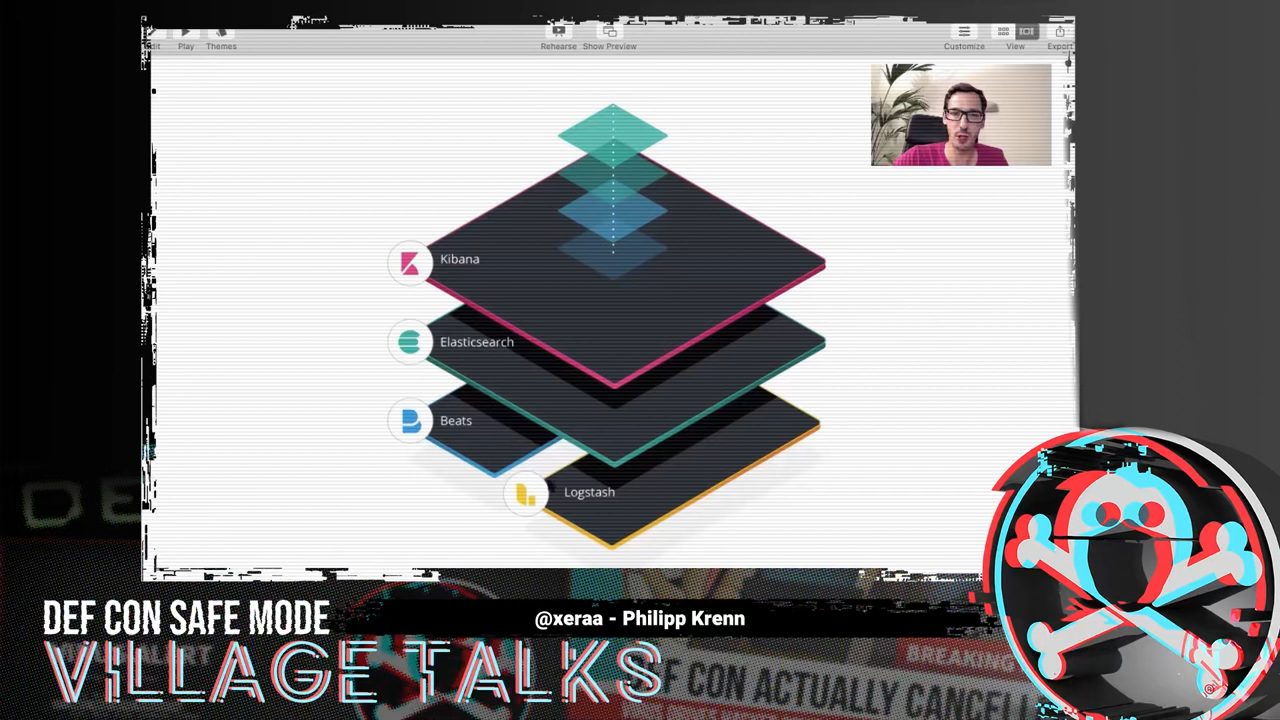 Play
Themes
Rehearse
Show Preview
Customize
View
Export
Kibana
Elasticsearch
Beats
Logstash
DEF CON SAFE MODE
@xeraa - Philipp Krenn
VILLAGE TALKS
BREAKING
DEF CON ACTUALLY